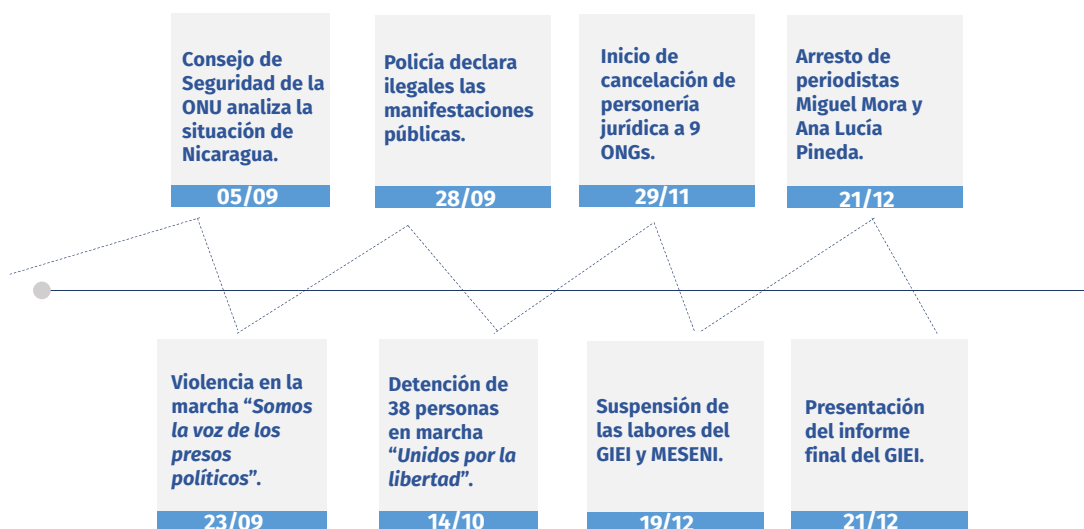 Consejo de
Seguridad de la
ONU analiza la
situación de
Nicaragua.
05/09
Policía declara
ilegales las
manifestaciones
públicas.
28/09
Inicio de
cancelación de
personería
jurídica a 9
ONGs.
29/11
Arresto de
periodistas
Miguel Mora y
Ana Lucía
Pineda.
21/12
Violencia en la
marcha “Somos
la voz de los
presos
políticos”.
23/09
Detención de
38 personas
en marcha
“Unidos por la
libertad”.
14/10
Suspensión de
las labores del
GIEI y MESENI.
19/12
Presentación
del informe
final del GIEI.
21/12